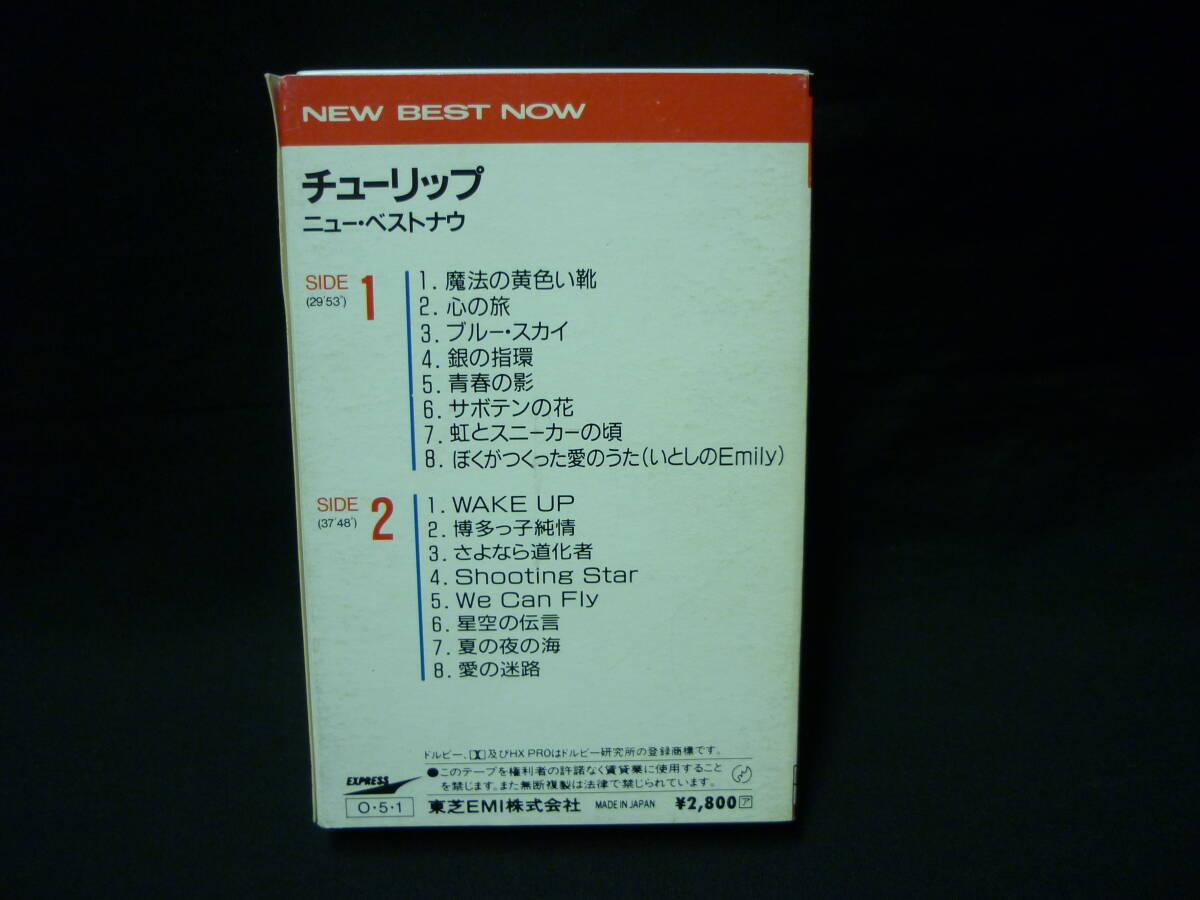 NEW BEST NOW
チューリップ
ニュー・ベストナウ
SIDE 1
(29'53")
1. 魔法の黄色い靴
2. 心の旅
3. ブルー・スカイ
4. 銀の指環
5. 青春の影
6. サボテンの花
7. 虹とスニーカーの頃
8. ぼくがつくった愛のうた(いとしのEmily)
SIDE 2
(37'48")
1. WAKE UP
2. 博多っ子純情
3. さよなら道化者
4. Shooting Star
5. We Can Fly
6. 星空の伝言
7. 夏の夜の海
8. 愛の迷路
ドルビー、及びHX PROはドルビー研究所の登録商標です。
EXPRESS
●このテープを権利者の許諾なく賃貸業に使用すること
を禁じます。また無断複製は法律で禁じられています。
O・5・1
東芝EMI株式会社 MADE IN JAPAN ¥2,800 ア